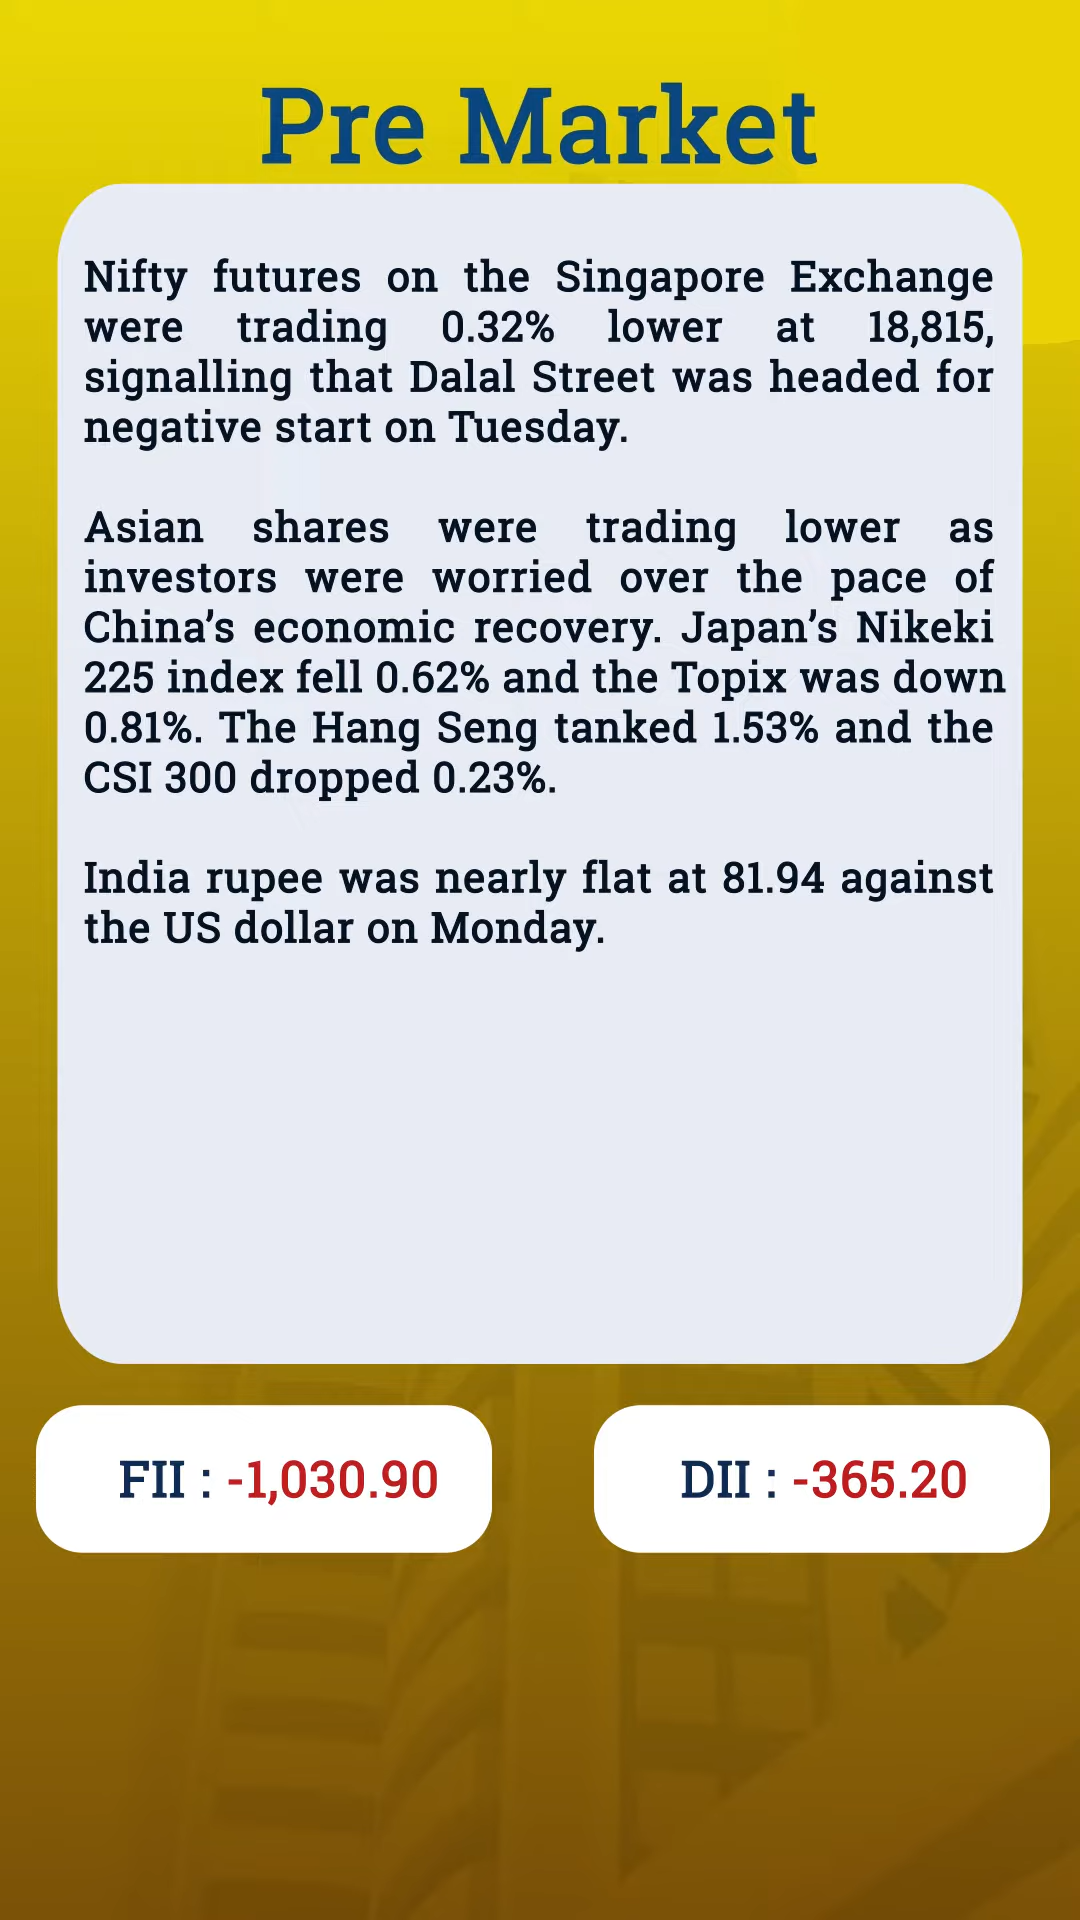 Pre Market
Nifty futures on the Singapore Exchange
were trading 0.32% lower at 18,815,
signalling that Dalal Street was headed for
negative start on Tuesday.
Asian shares were trading lower as
investors were worried over the pace of
China’s economic recovery. Japan’s Nikeki
225 index fell 0.62% and the Topix was down
0.81%. The Hang Seng tanked 1.53% and the
CSI 300 dropped 0.23%.
India rupee was nearly flat at 81.94 against
the US dollar on Monday.
FII : -1,030.90
DII : -365.20